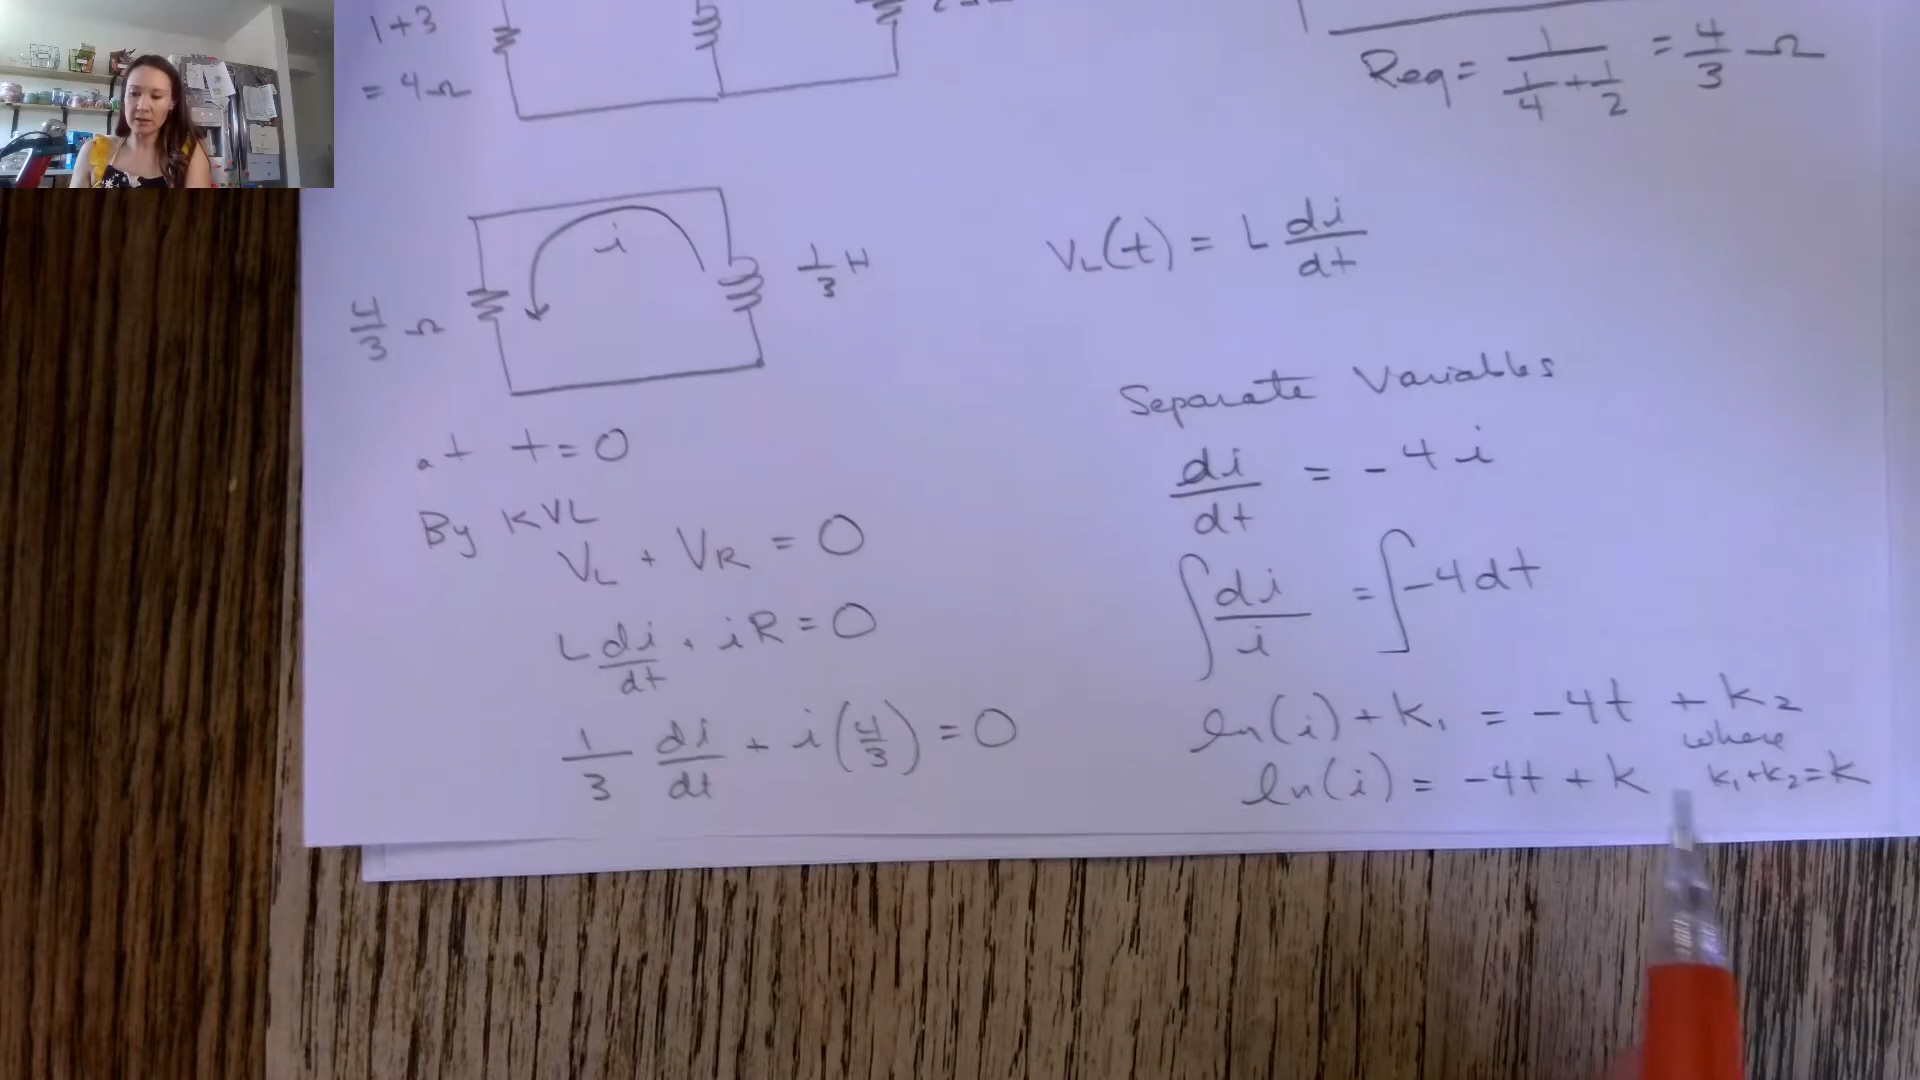 1+3
= 4Ω
Req = 1/(1/4 + 1/2) = 4/3 Ω
i
4/3 Ω
1/3 H
VL(t) = L di/dt
at t=0
By KVL
VL + VR = 0
L di/dt + iR = 0
1/3 di/dt + i(4/3) = 0
Separate Variables
di/dt = -4i
∫ di/i = ∫-4dt
ln(i) + K1 = -4t + K2
where
ln(i) = -4t + K
K1+K2=K